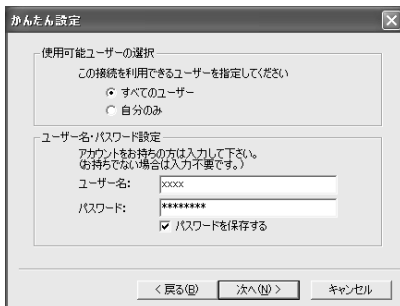 かんたん設定
使用可能ユーザーの選択
この接続を利用できるユーザーを指定してください
すべてのユーザー
自分のみ
ユーザー名・パスワード設定
アカウントをお持ちの方は入力して下さい。
(お持ちでない場合は入力不要です。)
ユーザー名: xxxx
パスワード: ********
パスワードを保存する
< 戻る(B) 次へ(N) > キャンセル